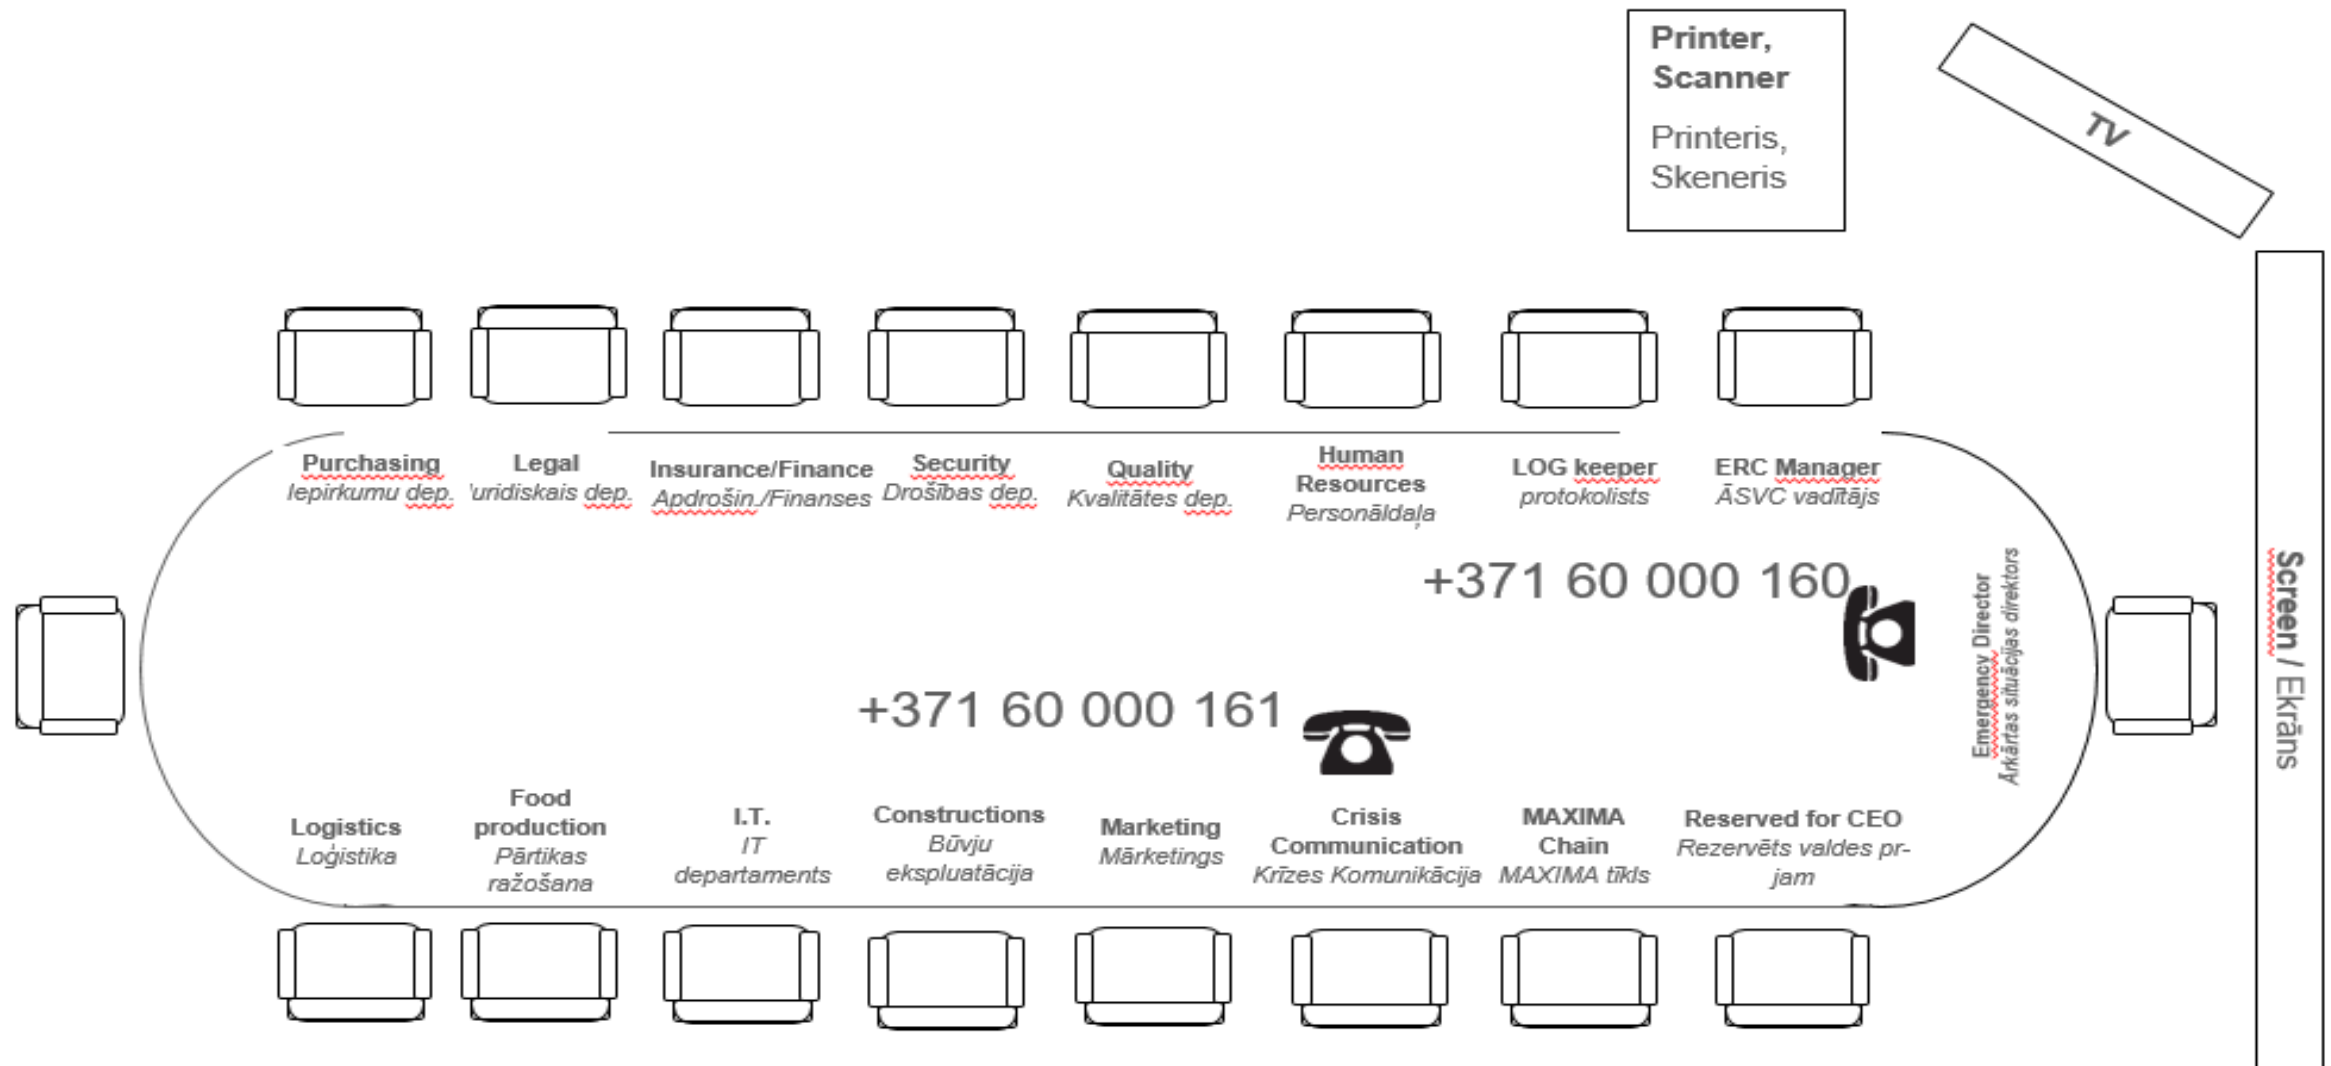 Printer,
Scanner
Printeris,
Skeneris
TV
Purchasing
Iepirkumu dep.
Legal
'uridiskais dep.
Insurance/Finance
Apdrošin./Finanses
Security
Drošības dep.
Quality
Kvalitātes dep.
Human
Resources
Personāldaļa
LOG keeper
protokolists
ERC Manager
ĀSVC vadītājs
+371 60 000 160
Emergency Director
Ārkārtas situācijas direktors
Screen / Ekrāns
+371 60 000 161
Logistics
Loģistika
Food
production
Pārtikas
ražošana
I.T.
IT
departaments
Constructions
Būvju
ekspluatācija
Marketing
Mārketings
Crisis
Communication
Krīzes Komunikācija
MAXIMA
Chain
MAXIMA tīkls
Reserved for CEO
Rezervēts valdes pr-
jam